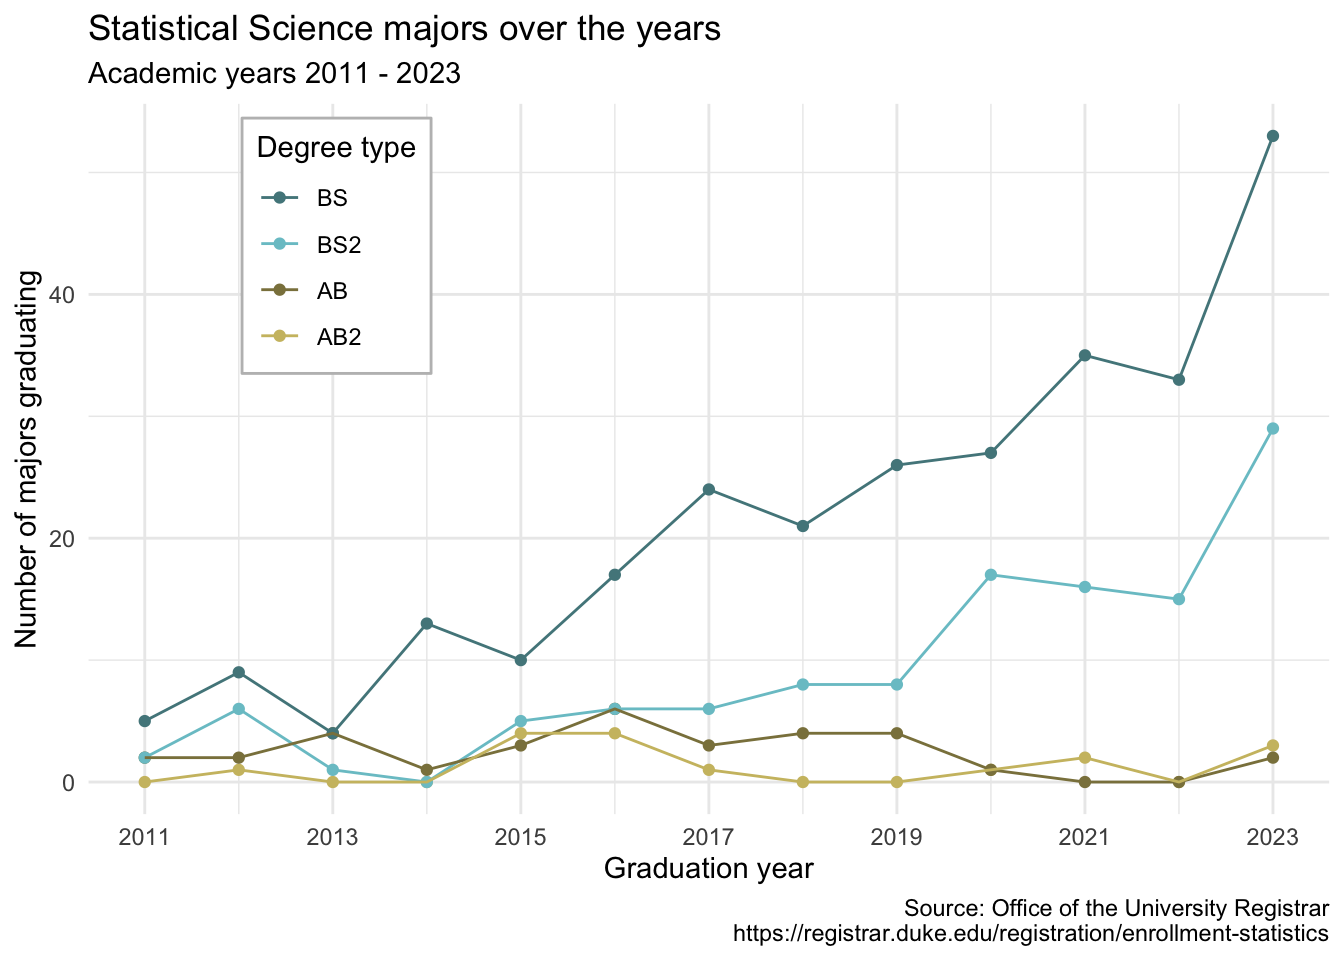 Statistical Science majors over the years
Academic years 2011 - 2023
Degree type
BS
BS2
AB
AB2
Number of majors graduating
40
20
0
2011 2013 2015 2017 2019 2021 2023
Graduation year
Source: Office of the University Registrar
https://registrar.duke.edu/registration/enrollment-statistics